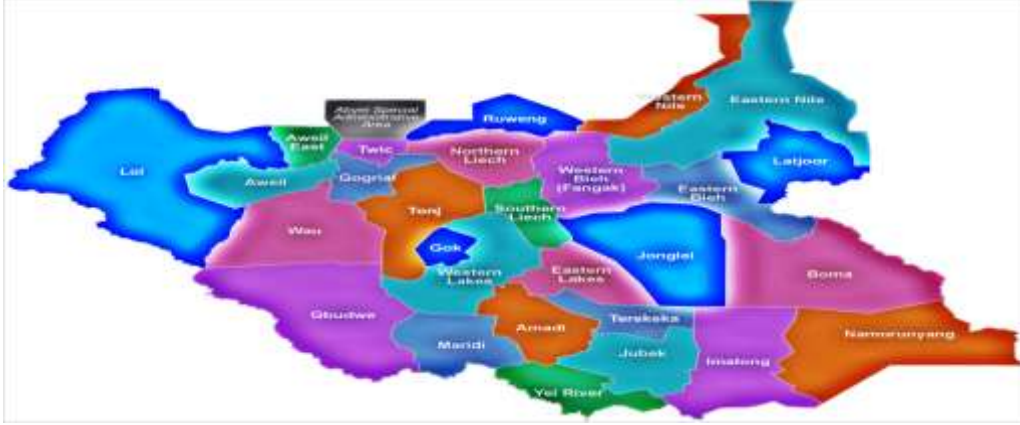 Western
Nile
Eastern Nile
Abyei Special
Administrative
Area
Ruweng
Aweil
East
Twic
Northern
Liech
Latjoor
Lol
Aweil
Gogrial
Western
Bieh
(Fangak)
Eastern
Bieh
Tonj
Southern
Liech
Wau
Gok
Jonglei
Western
Lakes
Eastern
Lakes
Boma
Gbudwe
Amadi
Terekeka
Maridi
Jubek
Imatong
Namorunyang
Yei River